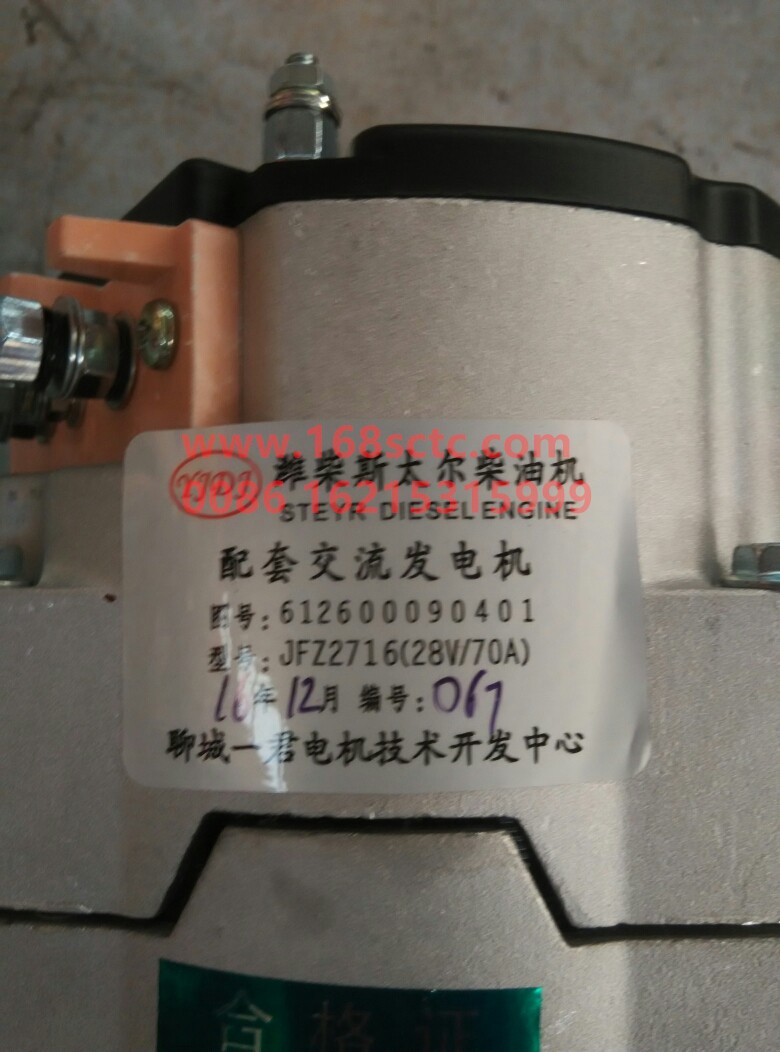 www.168sctc.com
YJDJ 潍柴斯太尔柴油机
0086 16215315999
STEYR DIESEL ENGINE
配套交流发电机
图号:612600090401
型号:JFZ2716(28V/70A)
18年12月 编号:067
聊城一君电机技术开发中心
合格证